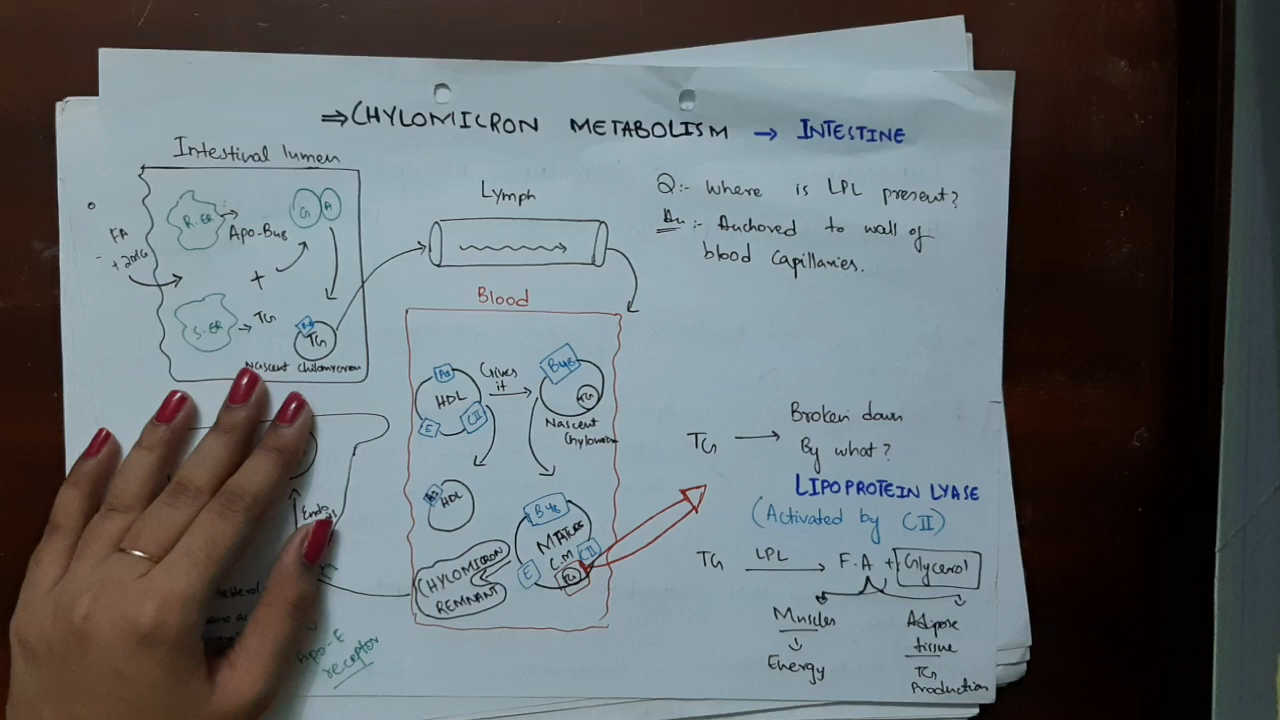 ⇒ CHYLOMICRON METABOLISM → INTESTINE
Intestinal lumen
R.ER
Apo-B48
G
A
FA
+ 2MG
+
S.ER
TG
TG
Nascent chilomycron
Lymph
Q:- Where is LPL present?
An:- Anchored to wall of
blood capillaries.
Blood
HDL
E
CII
Gives
it
B48
TG
Nascent
HDL
B48
MATURE
C.M
CII
E
TG
CHYLOMICRON
REMNANT
TG → Broken down
By what?
LIPOPROTEIN LYASE
(Activated by CII)
TG LPL → F.A + Glycerol
Muscles
Energy
Adipose
tissue
TG
Production
Apo-E
receptor